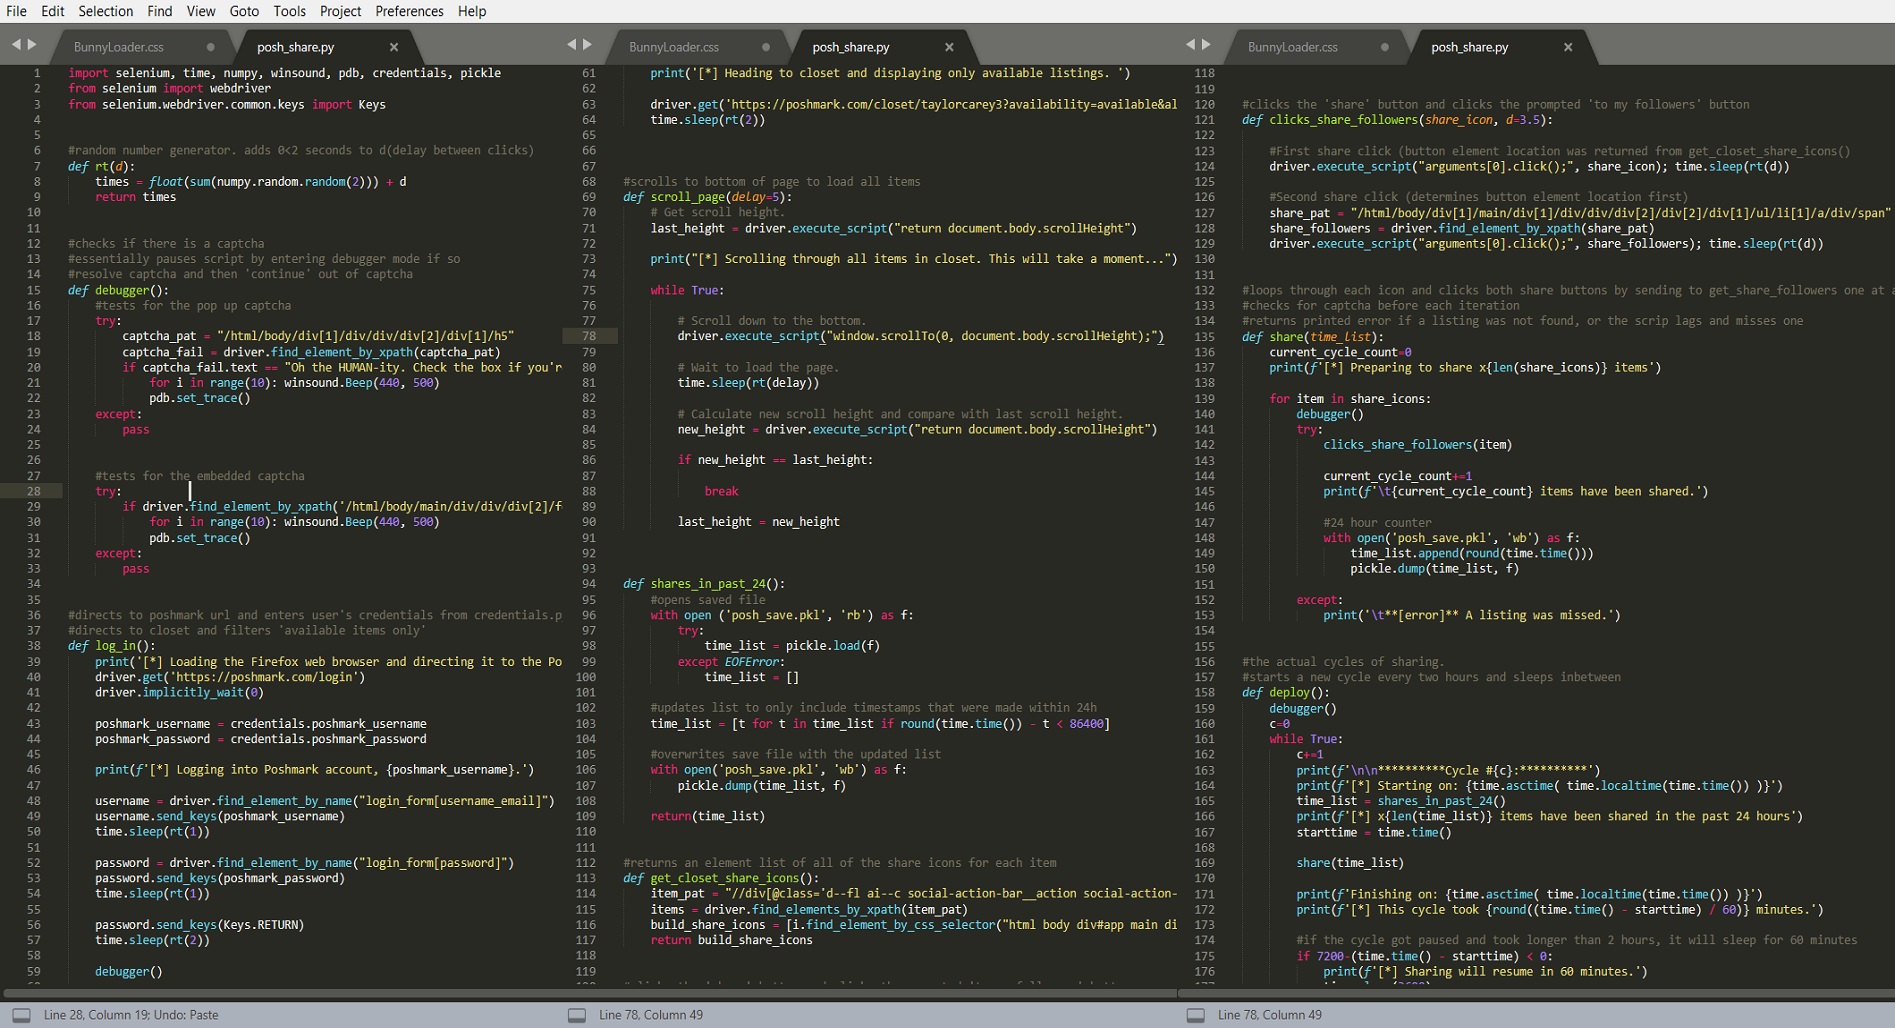 File Edit Selection Find View Goto Tools Project Preferences Help
BunnyLoader.css posh_share.py × BunnyLoader.css posh_share.py × BunnyLoader.css posh_share.py ×
1 import selenium, time, numpy, winsound, pdb, credentials, pickle
2 from selenium import webdriver
3 from selenium.webdriver.common.keys import Keys
4
5
6 #random number generator. adds 0<2 seconds to d(delay between clicks)
7 def rt(d):
8 times = float(sum(numpy.random.random(2))) + d
9 return times
10
11
12 #checks if there is a captcha
13 #essentially pauses script by entering debugger mode if so
14 #resolve captcha and then 'continue' out of captcha
15 def debugger():
16 #tests for the pop up captcha
17 try:
18 captcha_pat = "/html/body/div[1]/div/div/div[2]/div[1]/h5"
19 captcha_fail = driver.find_element_by_xpath(captcha_pat)
20 if captcha_fail.text == "Oh the HUMAN-ity. Check the box if you'r
21 for i in range(10): winsound.Beep(440, 500)
22 pdb.set_trace()
23 except:
24 pass
25
26
27 #tests for the embedded captcha
28 try:
29 if driver.find_element_by_xpath('/html/body/main/div/div/div[2]/f
30 for i in range(10): winsound.Beep(440, 500)
31 pdb.set_trace()
32 except:
33 pass
34
35
36 #directs to poshmark url and enters user's credentials from credentials.p
37 #directs to closet and filters 'available items only'
38 def log_in():
39 print('[*] Loading the Firefox web browser and directing it to the Po
40 driver.get('https://poshmark.com/login')
41 driver.implicitly_wait(0)
42
43 poshmark_username = credentials.poshmark_username
44 poshmark_password = credentials.poshmark_password
45
46 print(f'[*] Logging into Poshmark account, {poshmark_username}.')
47
48 username = driver.find_element_by_name("login_form[username_email]")
49 username.send_keys(poshmark_username)
50 time.sleep(rt(1))
51
52 password = driver.find_element_by_name("login_form[password]")
53 password.send_keys(poshmark_password)
54 time.sleep(rt(1))
55
56 password.send_keys(Keys.RETURN)
57 time.sleep(rt(2))
58
59 debugger()
61 print('[*] Heading to closet and displaying only available listings. ')
62
63 driver.get('https://poshmark.com/closet/taylorcarey3?availability=available&al
64 time.sleep(rt(2))
65
66
67
68 #scrolls to bottom of page to load all items
69 def scroll_page(delay=5):
70 # Get scroll height.
71 last_height = driver.execute_script("return document.body.scrollHeight")
72
73 print("[*] Scrolling through all items in closet. This will take a moment...")
74
75 while True:
76
77 # Scroll down to the bottom.
78 driver.execute_script("window.scrollTo(0, document.body.scrollHeight);")
79
80 # Wait to load the page.
81 time.sleep(rt(delay))
82
83 # Calculate new scroll height and compare with last scroll height.
84 new_height = driver.execute_script("return document.body.scrollHeight")
85
86 if new_height == last_height:
87
88 break
89
90 last_height = new_height
91
92
93
94 def shares_in_past_24():
95 #opens saved file
96 with open ('posh_save.pkl', 'rb') as f:
97 try:
98 time_list = pickle.load(f)
99 except EOFError:
100 time_list = []
101
102 #updates list to only include timestamps that were made within 24h
103 time_list = [t for t in time_list if round(time.time()) - t < 86400]
104
105 #overwrites save file with the updated list
106 with open('posh_save.pkl', 'wb') as f:
107 pickle.dump(time_list, f)
108
109 return(time_list)
110
111
112 #returns an element list of all of the share icons for each item
113 def get_closet_share_icons():
114 item_pat = "//div[@class='d--fl ai--c social-action-bar__action social-action-
115 items = driver.find_elements_by_xpath(item_pat)
116 build_share_icons = [i.find_element_by_css_selector("html body div#app main di
117 return build_share_icons
118
119
118
119
120 #clicks the 'share' button and clicks the prompted 'to my followers' button
121 def clicks_share_followers(share_icon, d=3.5):
122
123 #First share click (button element location was returned from get_closet_share_icons()
124 driver.execute_script("arguments[0].click();", share_icon); time.sleep(rt(d))
125
126 #Second share click (determines button element location first)
127 share_pat = "/html/body/div[1]/main/div[1]/div/div/div[2]/div[2]/div[1]/ul/li[1]/a/div/span"
128 share_followers = driver.find_element_by_xpath(share_pat)
129 driver.execute_script("arguments[0].click();", share_followers); time.sleep(rt(d))
130
131
132 #loops through each icon and clicks both share buttons by sending to get_share_followers one at a
133 #checks for captcha before each iteration
134 #returns printed error if a listing was not found, or the scrip lags and misses one
135 def share(time_list):
136 current_cycle_count=0
137 print(f'[*] Preparing to share x{len(share_icons)} items')
138
139 for item in share_icons:
140 debugger()
141 try:
142 clicks_share_followers(item)
143
144 current_cycle_count+=1
145 print(f'\t{current_cycle_count} items have been shared.')
146
147 #24 hour counter
148 with open('posh_save.pkl', 'wb') as f:
149 time_list.append(round(time.time()))
150 pickle.dump(time_list, f)
151
152 except:
153 print('\t**[error]** A listing was missed.')
154
155
156 #the actual cycles of sharing.
157 #starts a new cycle every two hours and sleeps inbetween
158 def deploy():
159 debugger()
160 c=0
161 while True:
162 c+=1
163 print(f'\n\n**********Cycle #{c}:**********')
164 print(f'[*] Starting on: {time.asctime( time.localtime(time.time()) )}')
165 time_list = shares_in_past_24()
166 print(f'[*] x{len(time_list)} items have been shared in the past 24 hours')
167 starttime = time.time()
168
169 share(time_list)
170
171 print(f'Finishing on: {time.asctime( time.localtime(time.time()) )}')
172 print(f'[*] This cycle took {round((time.time() - starttime) / 60)} minutes.')
173
174 #if the cycle got paused and took longer than 2 hours, it will sleep for 60 minutes
175 if 7200-(time.time() - starttime) < 0:
176 print(f'[*] Sharing will resume in 60 minutes.')
Line 28, Column 19; Undo: Paste Line 78, Column 49 Line 78, Column 49